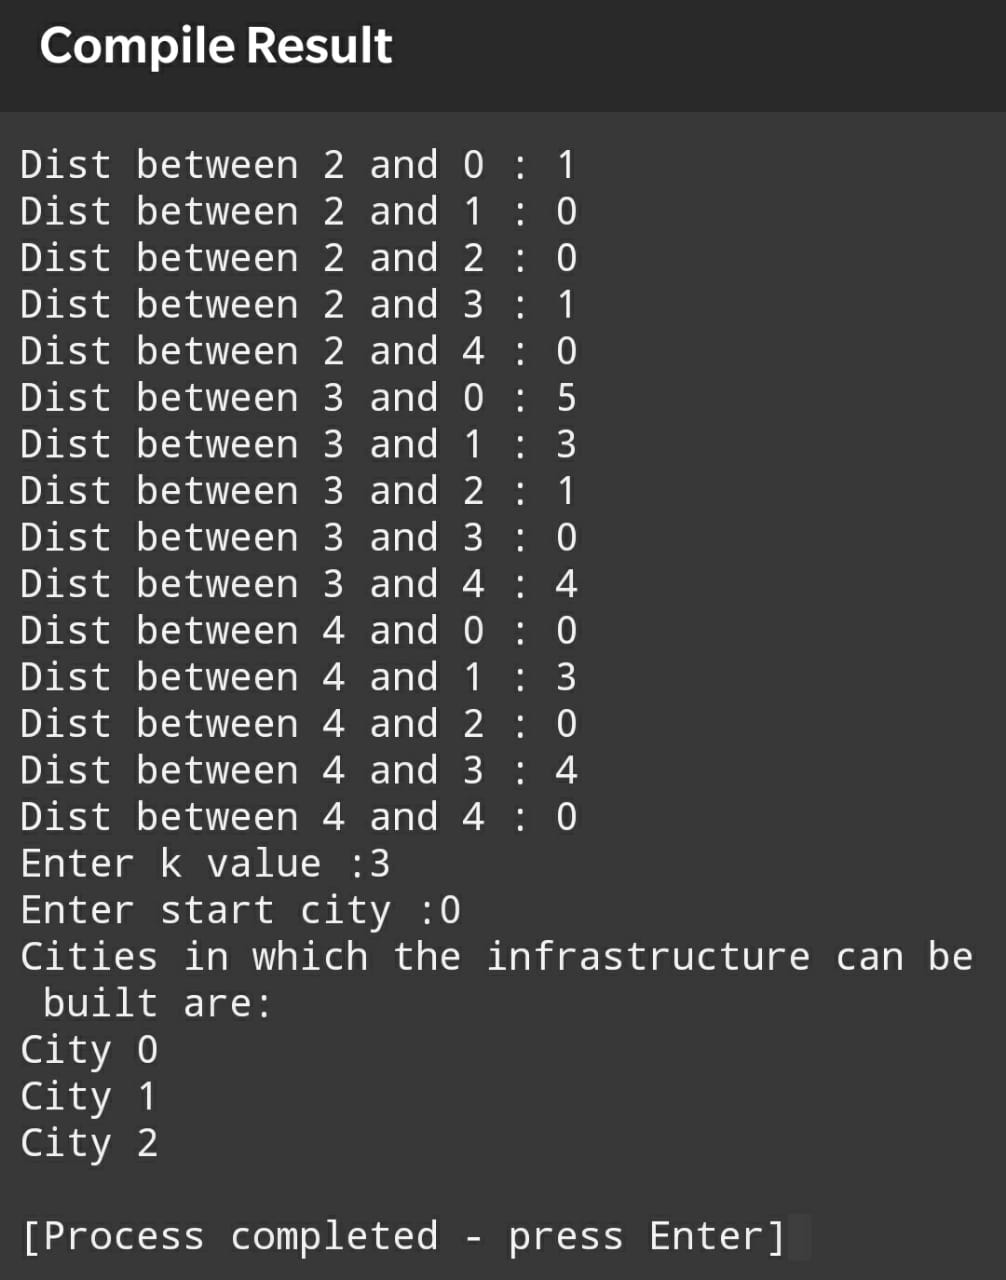 Compile Result
Dist between 2 and 0 : 1
Dist between 2 and 1 : 0
Dist between 2 and 2 : 0
Dist between 2 and 3 : 1
Dist between 2 and 4 : 0
Dist between 3 and 0 : 5
Dist between 3 and 1 : 3
Dist between 3 and 2 : 1
Dist between 3 and 3 : 0
Dist between 3 and 4 : 4
Dist between 4 and 0 : 0
Dist between 4 and 1 : 3
Dist between 4 and 2 : 0
Dist between 4 and 3 : 4
Dist between 4 and 4 : 0
Enter k value :3
Enter start city :0
Cities in which the infrastructure can be
 built are:
City 0
City 1
City 2
[Process completed - press Enter]